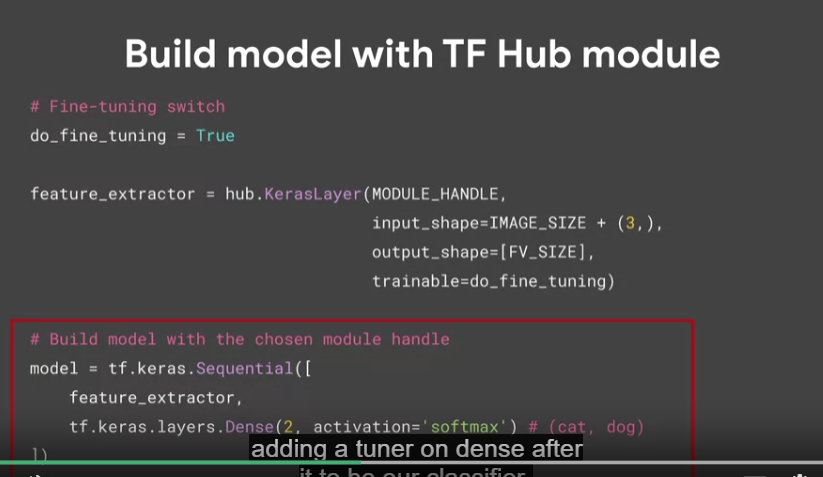 Build model with TF Hub module
# Fine-tuning switch
do_fine_tuning = True
feature_extractor = hub.KerasLayer(MODULE_HANDLE,
input_shape=IMAGE_SIZE + (3,),
output_shape=[FV_SIZE],
trainable=do_fine_tuning)
# Build model with the chosen module handle
model = tf.keras.Sequential([
feature_extractor,
tf.keras.layers.Dense(2, activation='softmax') # (cat, dog)
])
adding a tuner on dense after
it to be our classifier